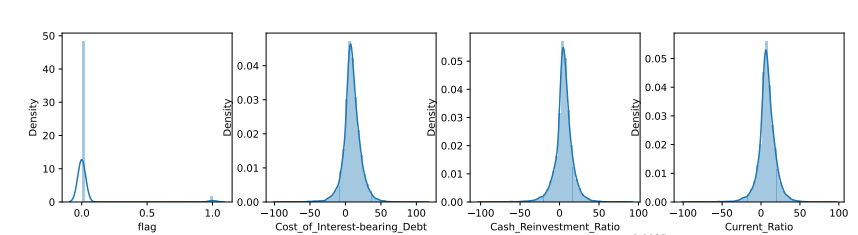 50
40
30
20
10
0
Density
0.0 0.5 1.0
flag
0.04
0.03
0.02
0.01
0.00
Density
−100 −50 0 50 100
Cost_of_Interest-bearing_Debt
0.05
0.04
0.03
0.02
0.01
0.00
Density
−100 −50 0 50 100
Cash_Reinvestment_Ratio
0.05
0.04
0.03
0.02
0.01
0.00
Density
−100 −50 0 50 100
Current_Ratio